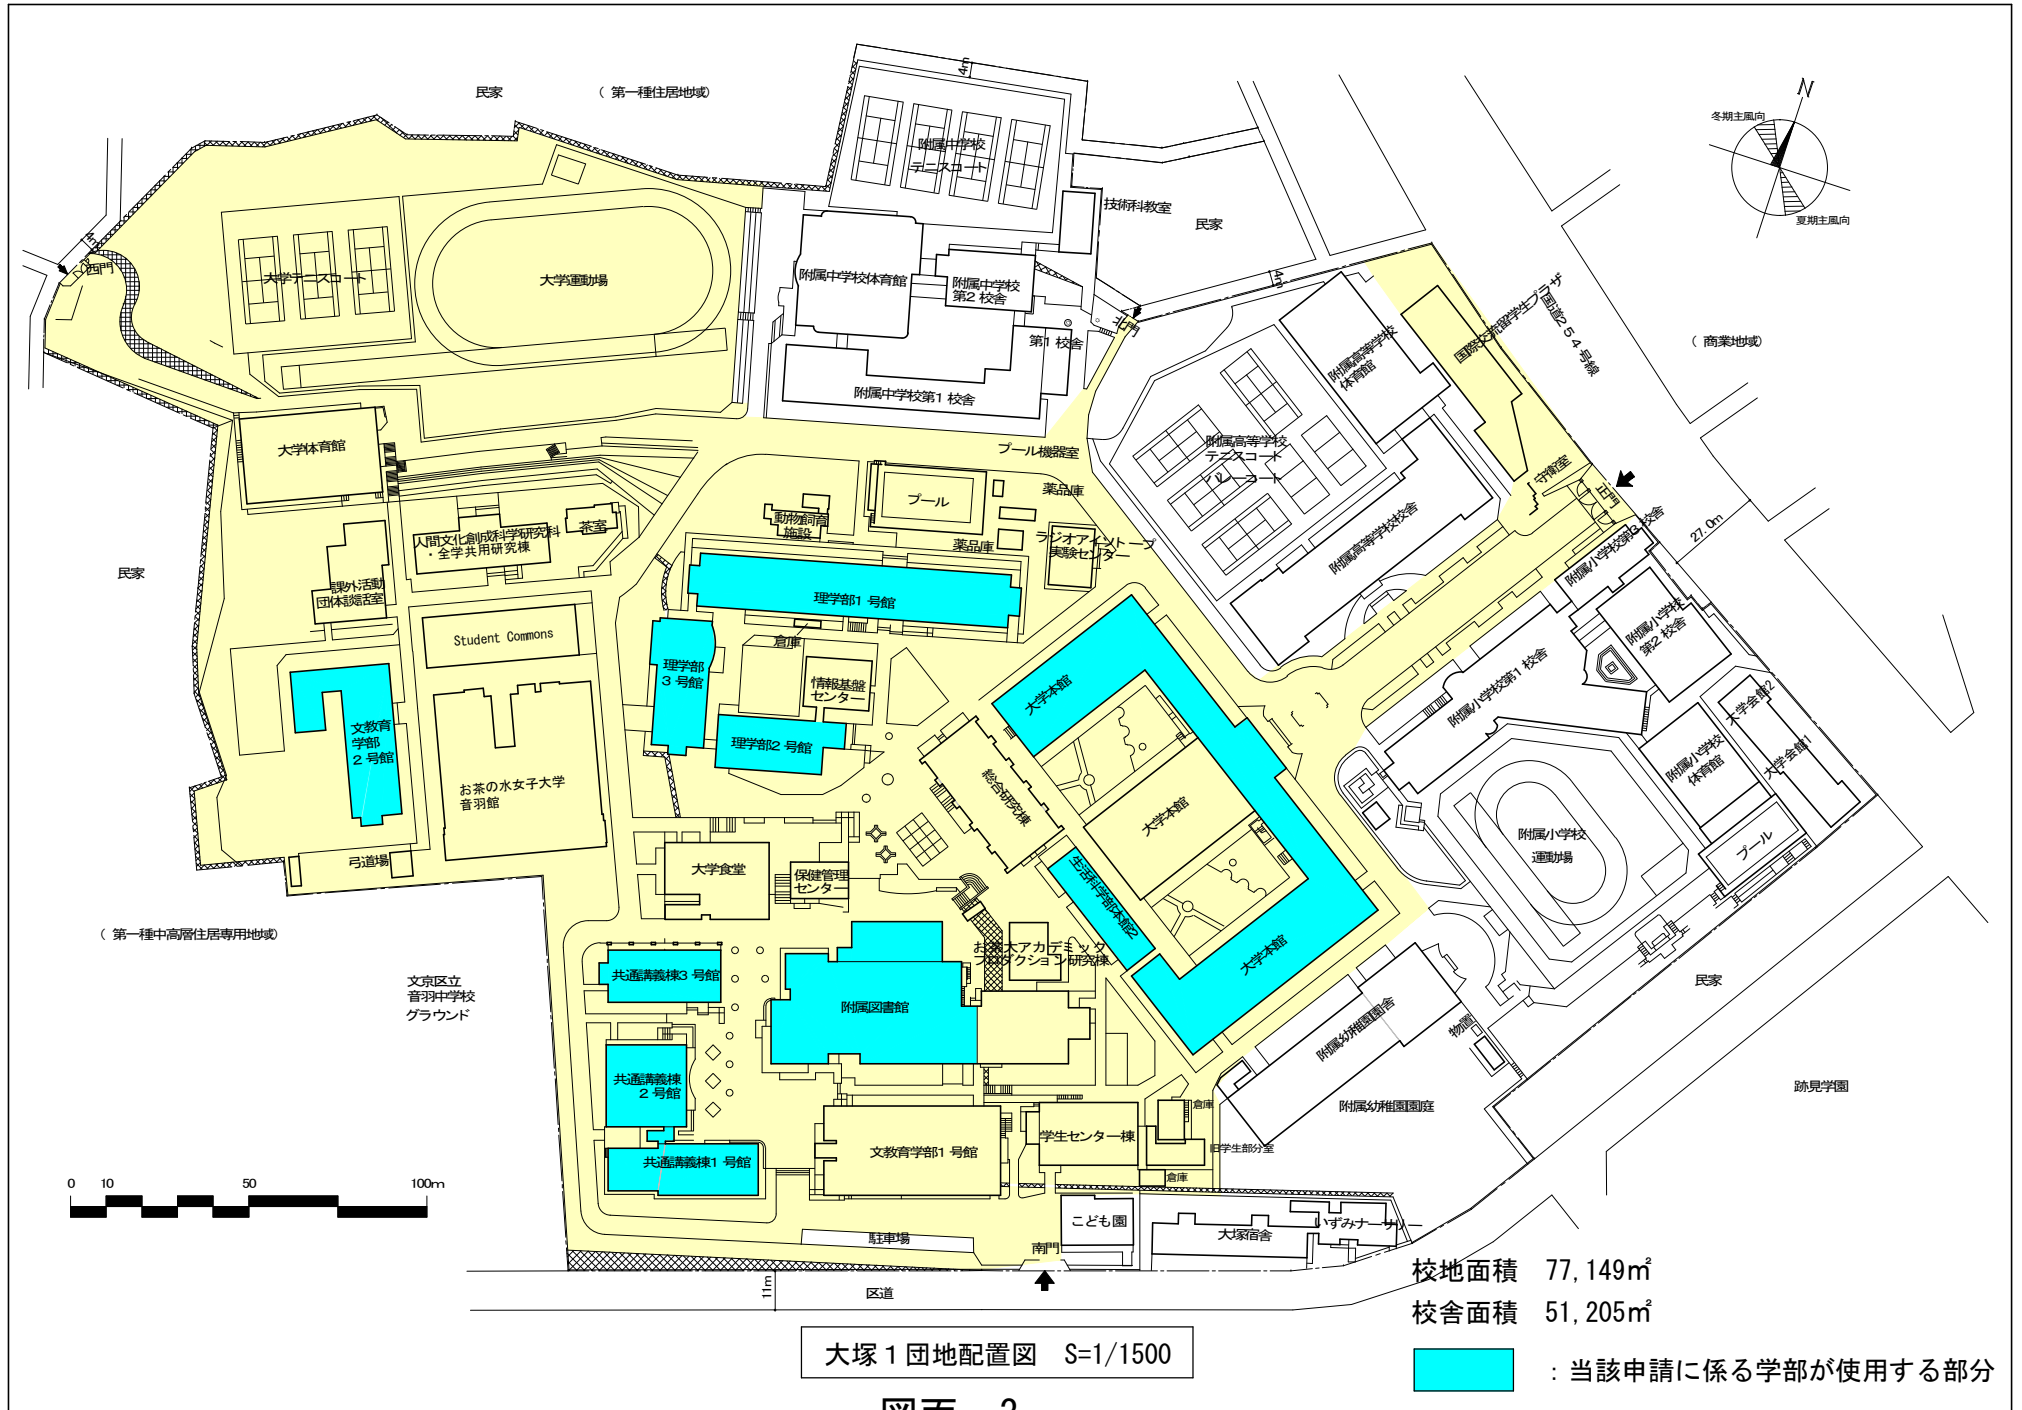 民家
（ 第一種住居地域）
4m
附属中学校
テニスコート
技術科教室
民家
N
冬期主風向
夏期主風向
4m
西門
大学テニスコート
大学運動場
附属中学校体育館
附属中学校
第2 校舎
第1 校舎
附属中学校第1 校舎
北門
4m
附属高等学校
体育館
国際交流留学生プラザ
国道2 5 4 号線
（ 商業地域）
大学体育館
プール機器室
附属高等学校
テニスコート
バレーコート
守衛室
正門
27.0m
薬品庫
プール
動物飼育
施設
薬品庫
ラジオアイソトープ
実験センター
附属高等学校校舎
附属小学校第3 校舎
人間文化創成科学研究科
・全学共用研究棟
茶室
民家
課外活動
団体談話室
理学部1 号館
倉庫
Student Commons
理学部
3 号館
情報基盤
センター
理学部2 号館
大学本館
附属小学校
第2 校舎
附属小学校第1 校舎
大学会館2
大学会館1
附属小学校
体育館
プール
文教育
学部
2 号館
お茶の水女子大学
音羽館
総合研究棟
大学本館
附属小学校
運動場
弓道場
大学食堂
保健管理
センター
生活科学部本館2
（ 第一種中高層住居専用地域）
お茶大アカデミック
プロダクション研究棟
大学本館
文京区立
音羽中学校
グラウンド
共通講義棟3 号館
附属図書館
附属幼稚園園舎
物置
民家
跡見学園
共通講義棟
2 号館
附属幼稚園園庭
倉庫
学生センター棟
旧学生部分室
文教育学部1 号館
共通講義棟1 号館
倉庫
0 10 50 100m
こども園
大塚宿舎
いずみナーサリー
駐車場
南門
11m
区道
校地面積 77,149㎡
校舎面積 51,205㎡
大塚１団地配置図 S=1/1500
：当該申請に係る学部が使用する部分
図面 2